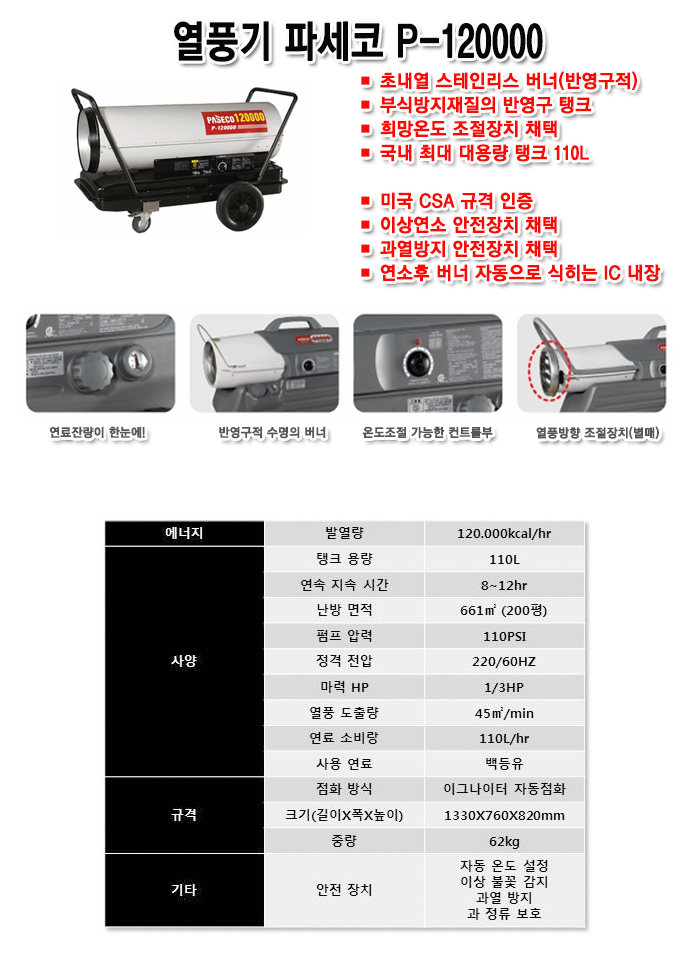 열풍기 파세코 P-120000
■ 초내열 스테인리스 버너(반영구적)
■ 부식방지재질의 반영구 탱크
■ 희망온도 조절장치 채택
■ 국내 최대 대용량 탱크 110L
■ 미국 CSA 규격 인증
■ 이상연소 안전장치 채택
■ 과열방지 안전장치 채택
■ 연소후 버너 자동으로 식히는 IC 내장
PASECO 120000
P-120000
연료잔량이 한눈에!
반영구적 수명의 버너
온도조절 가능한 컨트롤부
열풍방향 조절장치(별매)
에너지 발열량 120.000kcal/hr
사양
탱크 용량 110L
연속 지속 시간 8~12hr
난방 면적 661㎡ (200평)
펌프 압력 110PSI
정격 전압 220/60HZ
마력 HP 1/3HP
열풍 도출량 45㎥/min
연료 소비랑 110L/hr
사용 연료 백등유
규격
점화 방식 이그나이터 자동점화
크기(길이X폭X높이) 1330X760X820mm
중량 62kg
기타
안전 장치
자동 온도 설정
이상 불꽃 감지
과열 방지
과 정류 보호